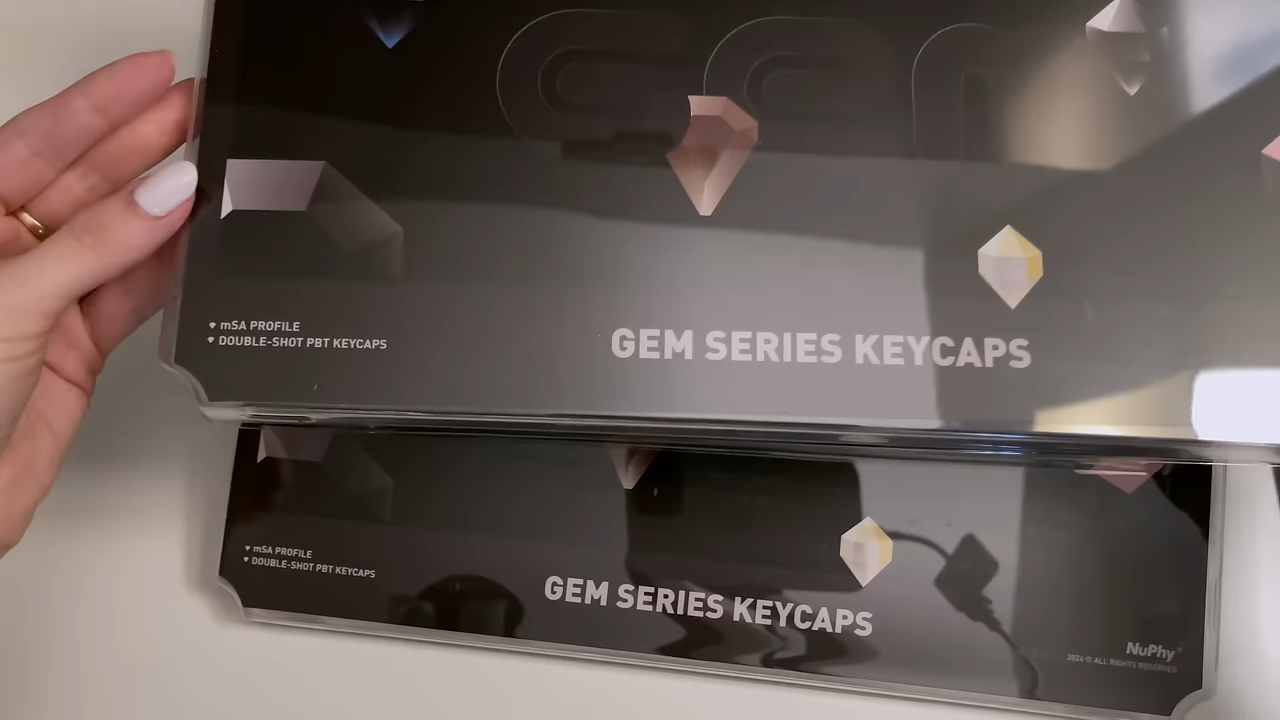 mSA PROFILE
DOUBLE-SHOT PBT KEYCAPS
GEM SERIES KEYCAPS
mSA PROFILE
DOUBLE-SHOT PBT KEYCAPS
GEM SERIES KEYCAPS
NuPhy
2024 © ALL RIGHTS RESERVED